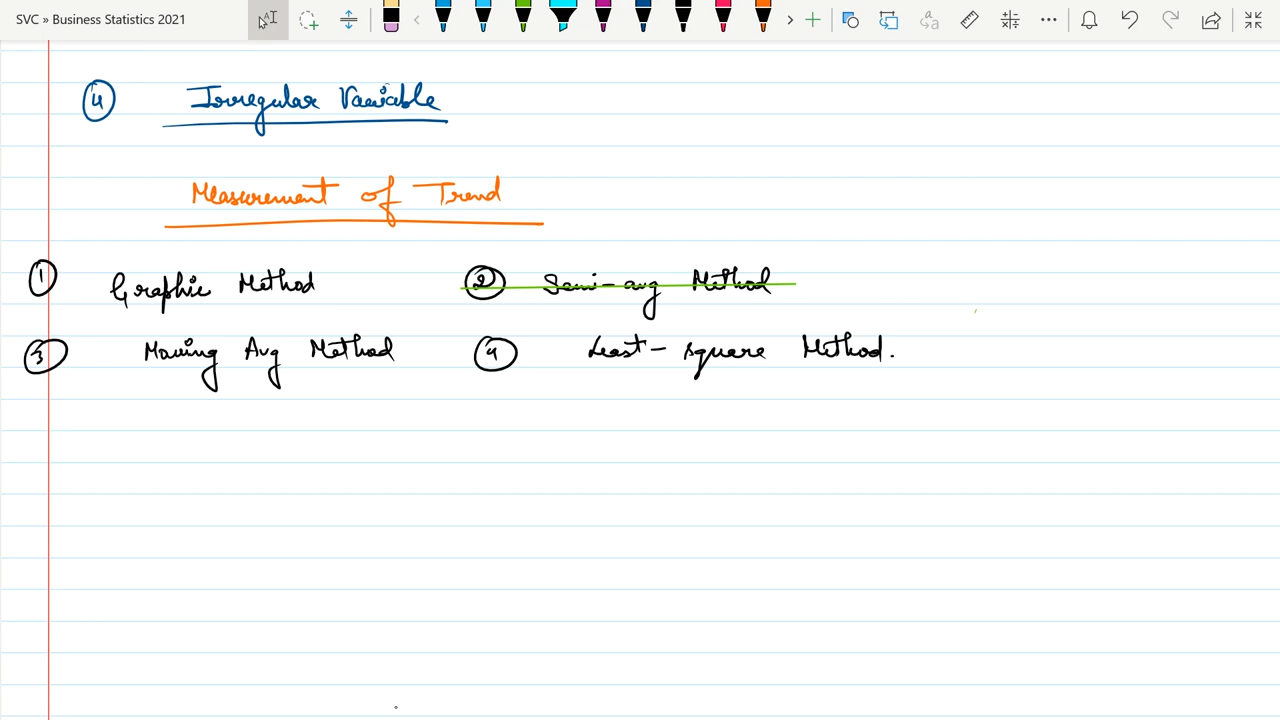 SVC » Business Statistics 2021
4 Irregular Variable
Measurement of Trend
1 Graphic Method 2 Semi-avg Method
3 Moving Avg Method 4 Least-square Method.